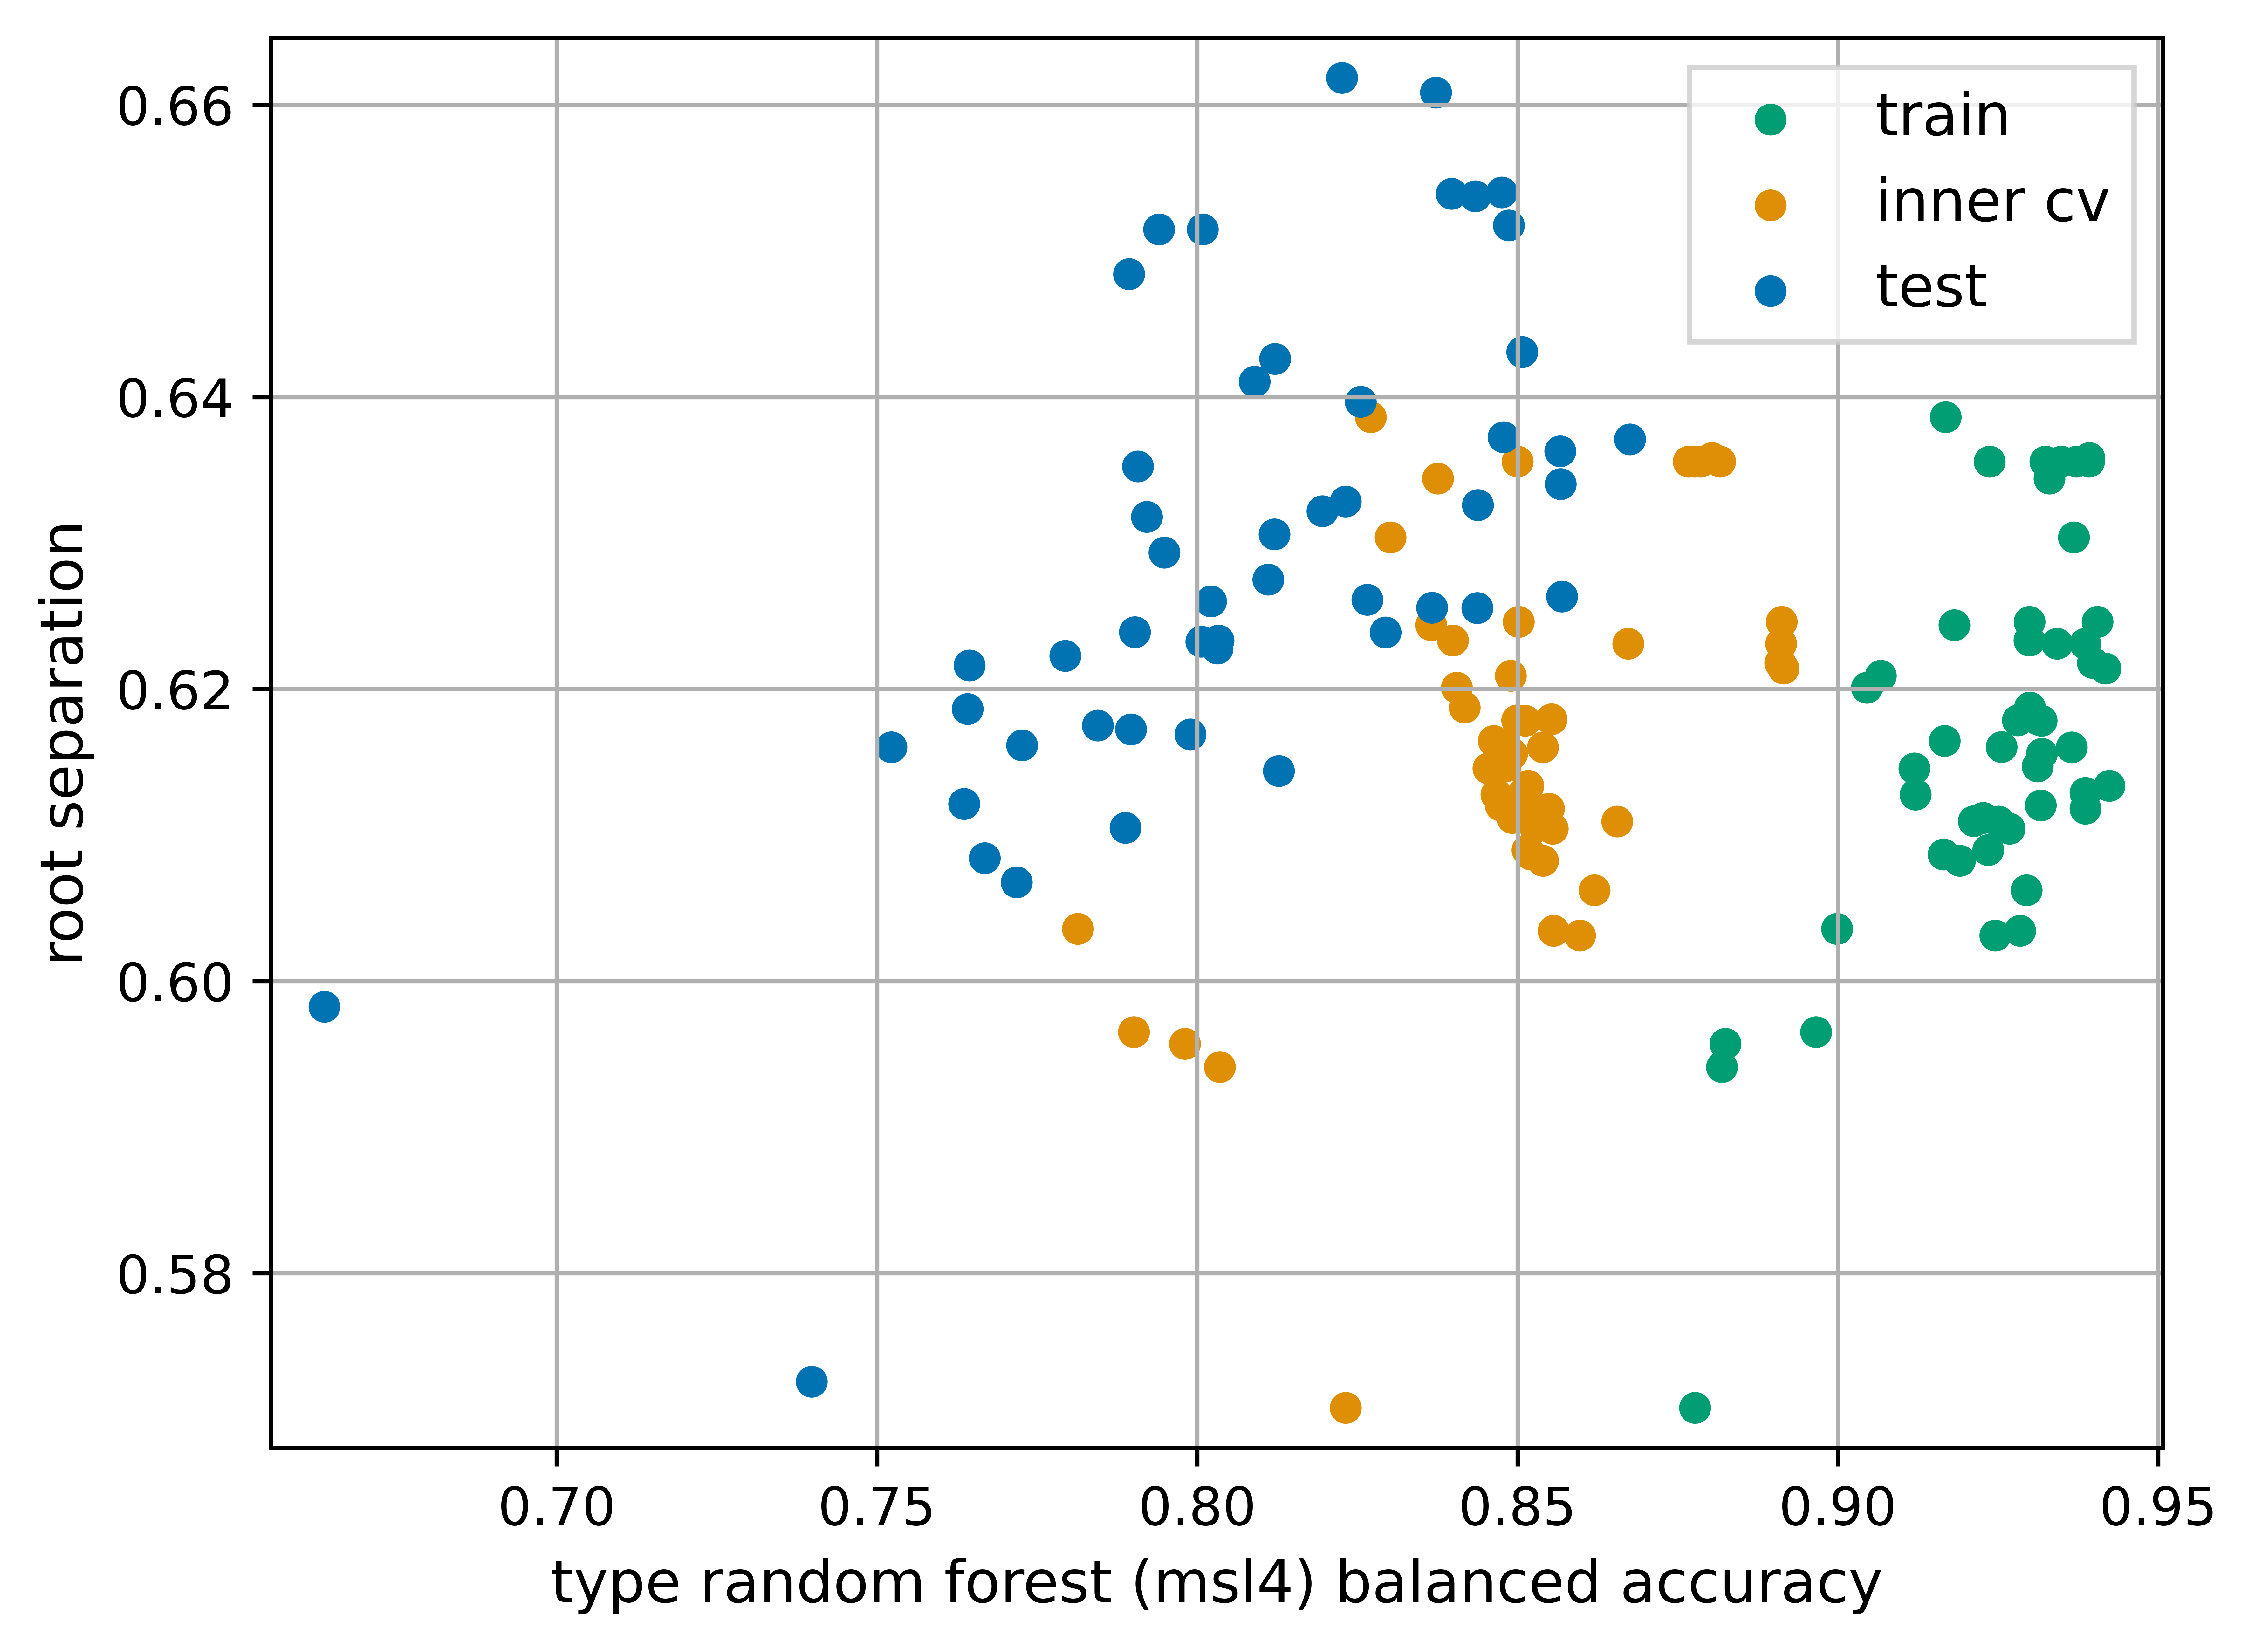 0.66
0.64
0.62
0.60
0.58
root separation
train
inner cv
test
0.70 0.75 0.80 0.85 0.90 0.95
type random forest (msl4) balanced accuracy